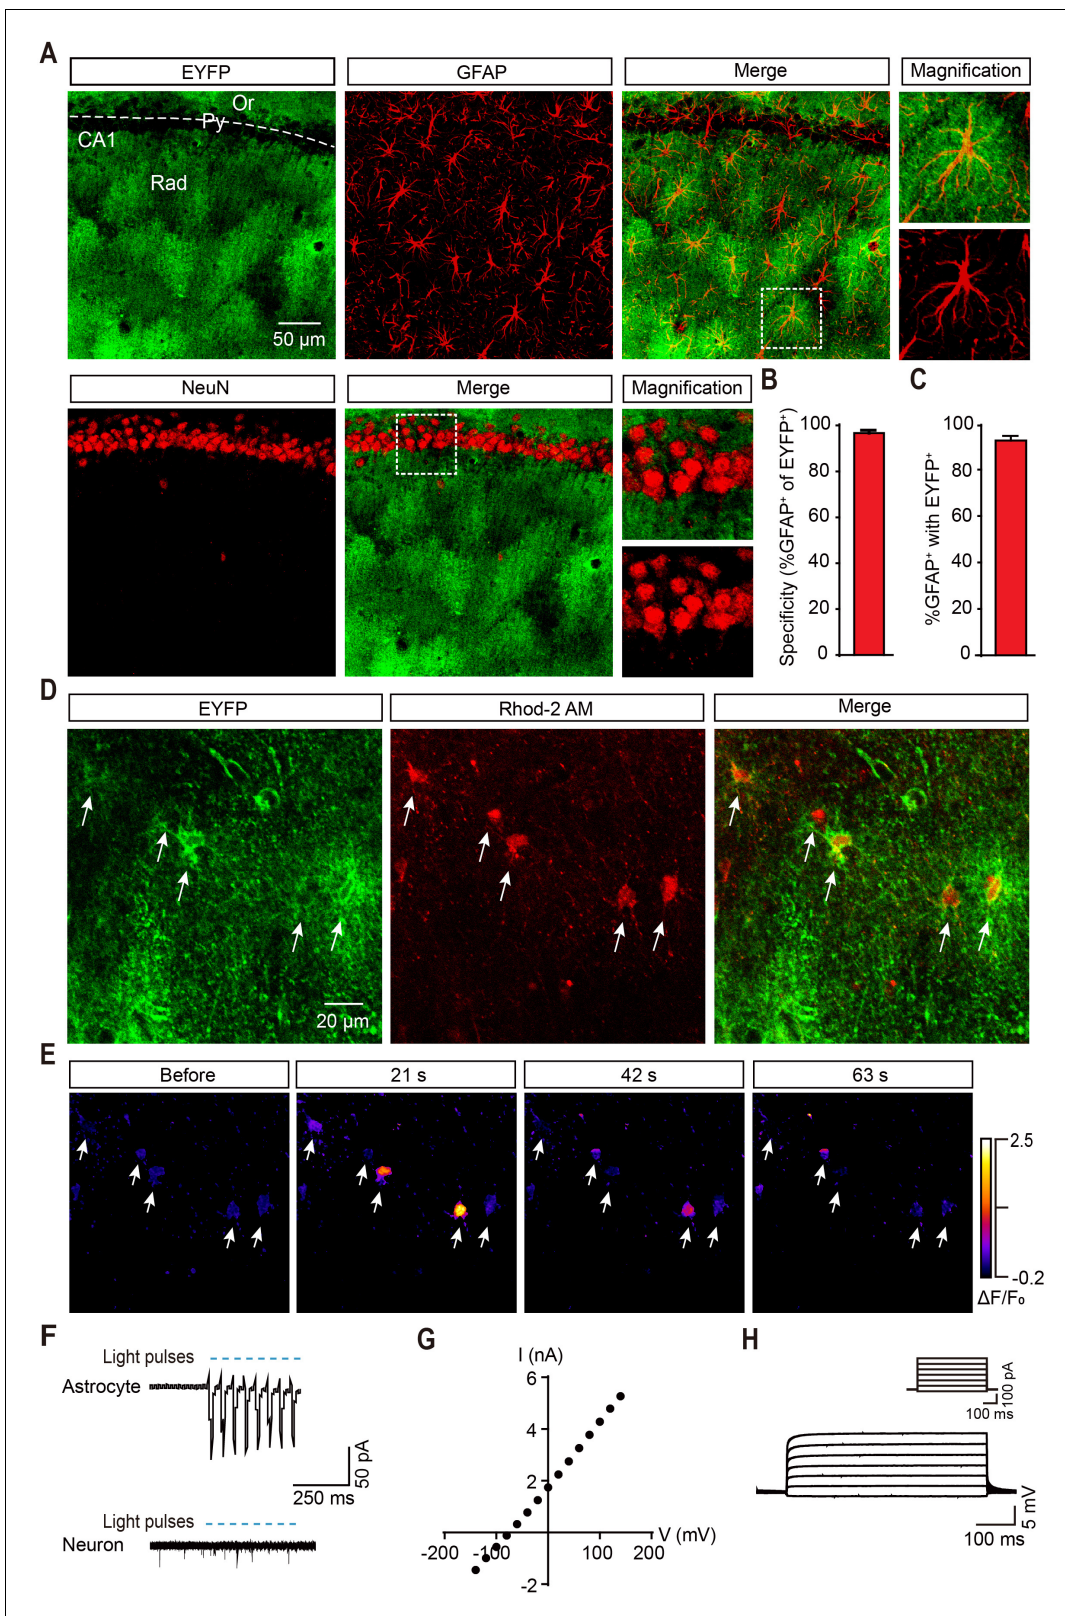 A
EYFP
GFAP
Merge
Magnification
Or
Py
CA1
Rad
50 µm
NeuN
Merge
Magnification
B
Specificity (%GFAP⁺ of EYFP⁺)
100
80
60
40
20
0
C
%GFAP⁺ with EYFP⁺
100
80
60
40
20
0
D
EYFP
Rhod-2 AM
Merge
20 µm
E
Before
21 s
42 s
63 s
2.5
-0.2
ΔF/F₀
F
Light pulses
Astrocyte
50 pA
250 ms
Light pulses
Neuron
G
I (nA)
6
4
2
-2
V (mV)
-200
-100
100
200
H
100 pA
100 ms
5 mV
100 ms